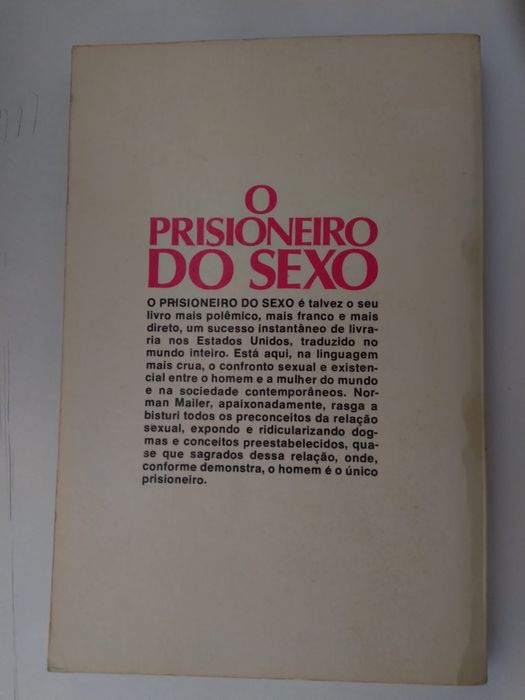 O
PRISIONEIRO
DO SEXO
O PRISIONEIRO DO SEXO é talvez o seu
livro mais polêmico, mais franco e mais
direto, um sucesso instantâneo de livra-
ria nos Estados Unidos, traduzido no
mundo inteiro. Está aqui, na linguagem
mais crua, o confronto sexual e existen-
cial entre o homem e a mulher do mundo
e na sociedade contemporâneos. Nor-
man Mailer, apaixonadamente, rasga a
bisturi todos os preconceitos da relação
sexual, expondo e ridicularizando dog-
mas e conceitos preestabelecidos, qua-
se que sagrados dessa relação, onde,
conforme demonstra, o homem é o único
prisioneiro.